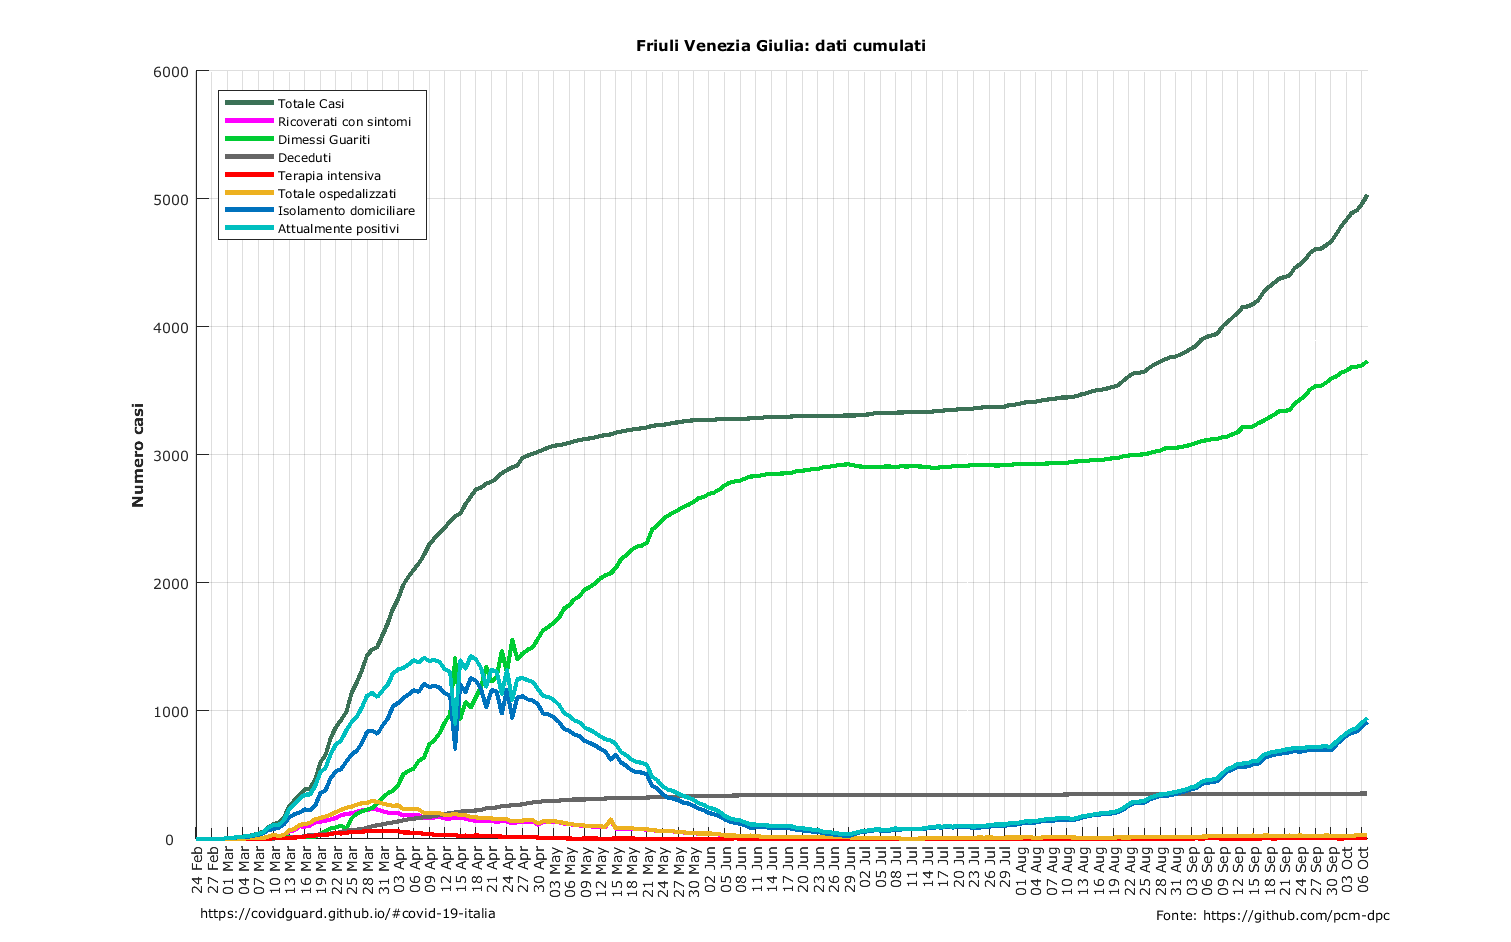 Friuli Venezia Giulia: dati cumulati
6000
5000
4000
3000
2000
1000
0
Numero casi
Totale Casi
Ricoverati con sintomi
Dimessi Guariti
Deceduti
Terapia intensiva
Totale ospedalizzati
Isolamento domiciliare
Attualmente positivi
24 Feb
27 Feb
01 Mar
04 Mar
07 Mar
10 Mar
13 Mar
16 Mar
19 Mar
22 Mar
25 Mar
28 Mar
31 Mar
03 Apr
06 Apr
09 Apr
12 Apr
15 Apr
18 Apr
21 Apr
24 Apr
27 Apr
30 Apr
03 May
06 May
09 May
12 May
15 May
18 May
21 May
24 May
27 May
30 May
02 Jun
05 Jun
08 Jun
11 Jun
14 Jun
17 Jun
20 Jun
23 Jun
26 Jun
29 Jun
02 Jul
05 Jul
08 Jul
11 Jul
14 Jul
17 Jul
20 Jul
23 Jul
26 Jul
29 Jul
01 Aug
04 Aug
07 Aug
10 Aug
13 Aug
16 Aug
19 Aug
22 Aug
25 Aug
28 Aug
31 Aug
03 Sep
06 Sep
09 Sep
12 Sep
15 Sep
18 Sep
21 Sep
24 Sep
27 Sep
30 Sep
03 Oct
06 Oct
https://covidguard.github.io/#covid-19-italia
Fonte: https://github.com/pcm-dpc